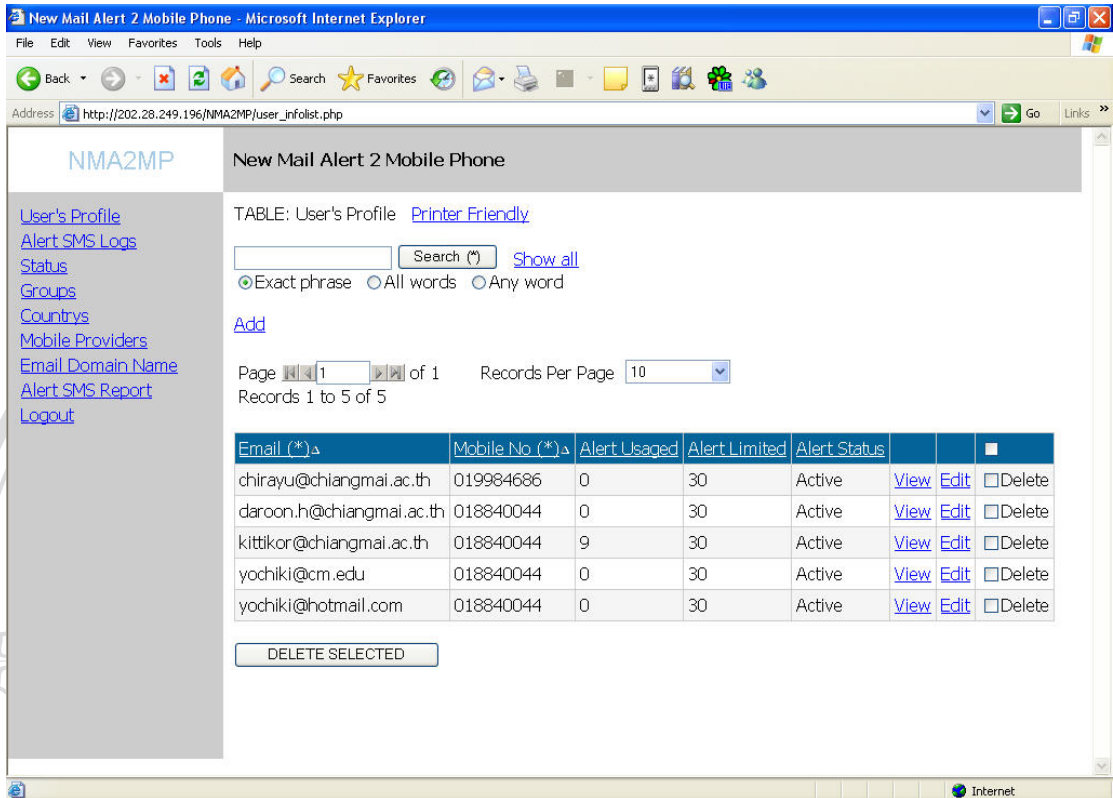 New Mail Alert 2 Mobile Phone - Microsoft Internet Explorer
File Edit View Favorites Tools Help
Back Search Favorites
Address http://202.28.249.196/NMA2MP/user_infolist.php Go Links »
NMA2MP
New Mail Alert 2 Mobile Phone
User's Profile
Alert SMS Logs
Status
Groups
Countrys
Mobile Providers
Email Domain Name
Alert SMS Report
Logout
TABLE: User's Profile Printer Friendly
Search (*) Show all
Exact phrase All words Any word
Add
Page 1 of 1 Records Per Page 10
Records 1 to 5 of 5
Email (*) Mobile No (*) Alert Usaged Alert Limited Alert Status
chirayu@chiangmai.ac.th 019984686 0 30 Active View Edit Delete
daroon.h@chiangmai.ac.th 018840044 0 30 Active View Edit Delete
kittikor@chiangmai.ac.th 018840044 9 30 Active View Edit Delete
yochiki@cm.edu 018840044 0 30 Active View Edit Delete
yochiki@hotmail.com 018840044 0 30 Active View Edit Delete
DELETE SELECTED
Internet